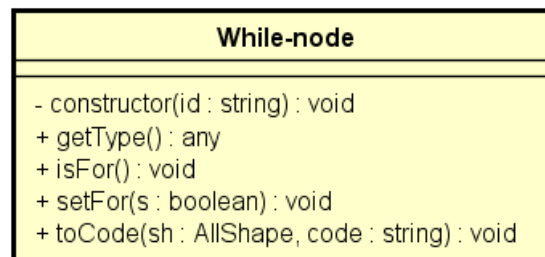 While-node
- constructor(id : string) : void
+ getType() : any
+ isFor() : void
+ setFor(s : boolean) : void
+ toCode(sh : AllShape, code : string) : void